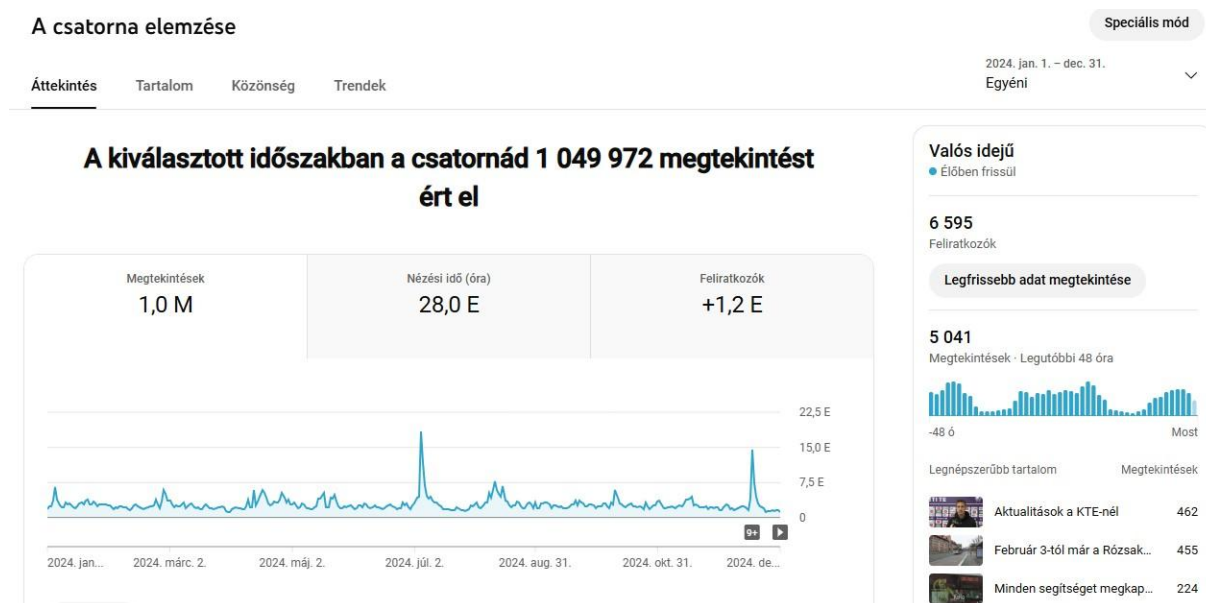 A csatorna elemzése
Speciális mód
Áttekintés Tartalom Közönség Trendek
2024. jan. 1. – dec. 31.
Egyéni
A kiválasztott időszakban a csatornád 1 049 972 megtekintést
ért el
Megtekintések
1,0 M
Nézési idő (óra)
28,0 E
Feliratkozók
+1,2 E
22,5 E
15,0 E
7,5 E
0
9+
2024. jan... 2024. márc. 2. 2024. máj. 2. 2024. júl. 2. 2024. aug. 31. 2024. okt. 31. 2024. de...
Valós idejű
Élőben frissül
6 595
Feliratkozók
Legfrissebb adat megtekintése
5 041
Megtekintések · Legutóbbi 48 óra
-48 ó Most
Legnépszerűbb tartalom Megtekintések
Aktualitások a KTE-nél 462
Február 3-tól már a Rózsak... 455
Minden segítséget megkap... 224